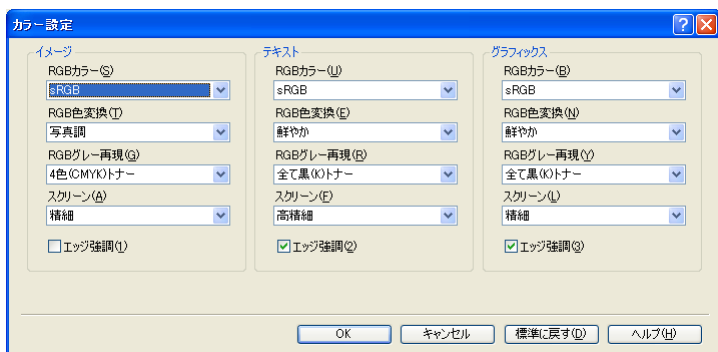 カラー設定
イメージ
RGBカラー(S)
sRGB
RGB色変換(T)
写真調
RGBグレー再現(G)
4色(CMYK)トナー
スクリーン(A)
精細
エッジ強調(1)
テキスト
RGBカラー(U)
sRGB
RGB色変換(E)
鮮やか
RGBグレー再現(R)
全て黒(K)トナー
スクリーン(F)
高精細
エッジ強調(2)
グラフィックス
RGBカラー(B)
sRGB
RGB色変換(N)
鮮やか
RGBグレー再現(Y)
全て黒(K)トナー
スクリーン(L)
精細
エッジ強調(3)
OK
キャンセル
標準に戻す(D)
ヘルプ(H)